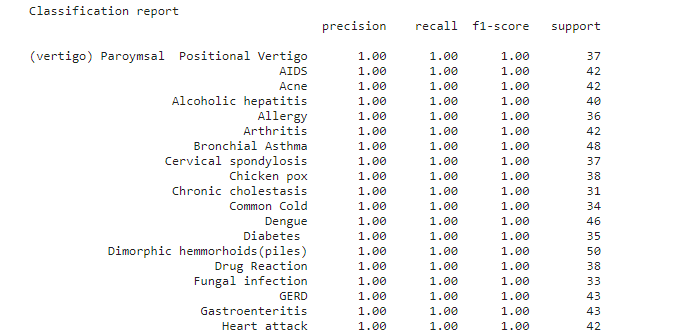 Classification report
precision recall f1-score support
(vertigo) Paroymsal Positional Vertigo 1.00 1.00 1.00 37
AIDS 1.00 1.00 1.00 42
Acne 1.00 1.00 1.00 42
Alcoholic hepatitis 1.00 1.00 1.00 40
Allergy 1.00 1.00 1.00 36
Arthritis 1.00 1.00 1.00 42
Bronchial Asthma 1.00 1.00 1.00 48
Cervical spondylosis 1.00 1.00 1.00 37
Chicken pox 1.00 1.00 1.00 38
Chronic cholestasis 1.00 1.00 1.00 31
Common Cold 1.00 1.00 1.00 34
Dengue 1.00 1.00 1.00 46
Diabetes 1.00 1.00 1.00 35
Dimorphic hemmorhoids(piles) 1.00 1.00 1.00 50
Drug Reaction 1.00 1.00 1.00 38
Fungal infection 1.00 1.00 1.00 33
GERD 1.00 1.00 1.00 43
Gastroenteritis 1.00 1.00 1.00 43
Heart attack 1.00 1.00 1.00 42